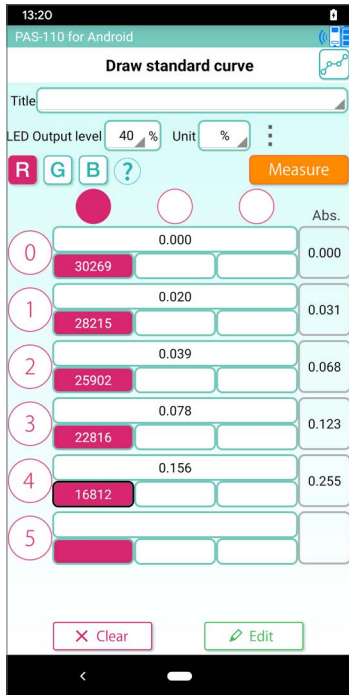 13:20
PAS-110 for Android
Draw standard curve
Title
LED Output level 40 % Unit %
R G B ? Measure
Abs.
0 0.000 0.000
30269
1 0.020 0.031
28215
2 0.039 0.068
25902
3 0.078 0.123
22816
4 0.156 0.255
16812
5
Clear Edit